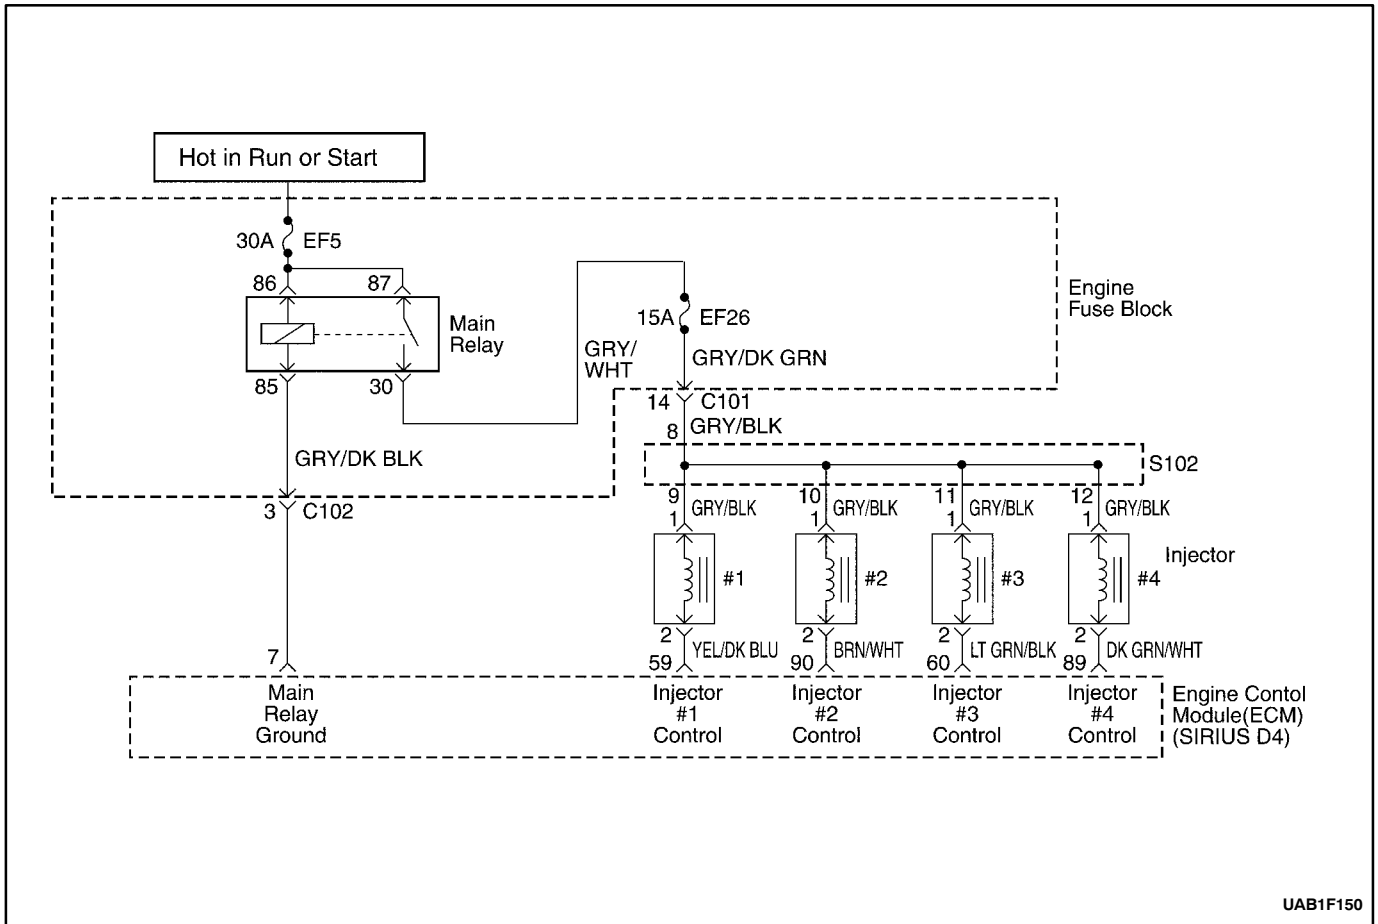 Hot in Run or Start
30A EF5
86 87
Main
Relay
85 30
GRY/
WHT
15A EF26
GRY/DK GRN
Engine
Fuse Block
14 C101
8 GRY/BLK
S102
GRY/DK BLK
3 C102
9 10 11 12
GRY/BLK GRY/BLK GRY/BLK GRY/BLK
1 1 1 1
Injector
#1 #2 #3 #4
2 2 2 2
YEL/DK BLU BRN/WHT LT GRN/BLK DK GRN/WHT
7 59 90 60 89
Main
Relay
Ground
Injector
#1
Control
Injector
#2
Control
Injector
#3
Control
Injector
#4
Control
Engine Contol
Module(ECM)
(SIRIUS D4)
UAB1F150